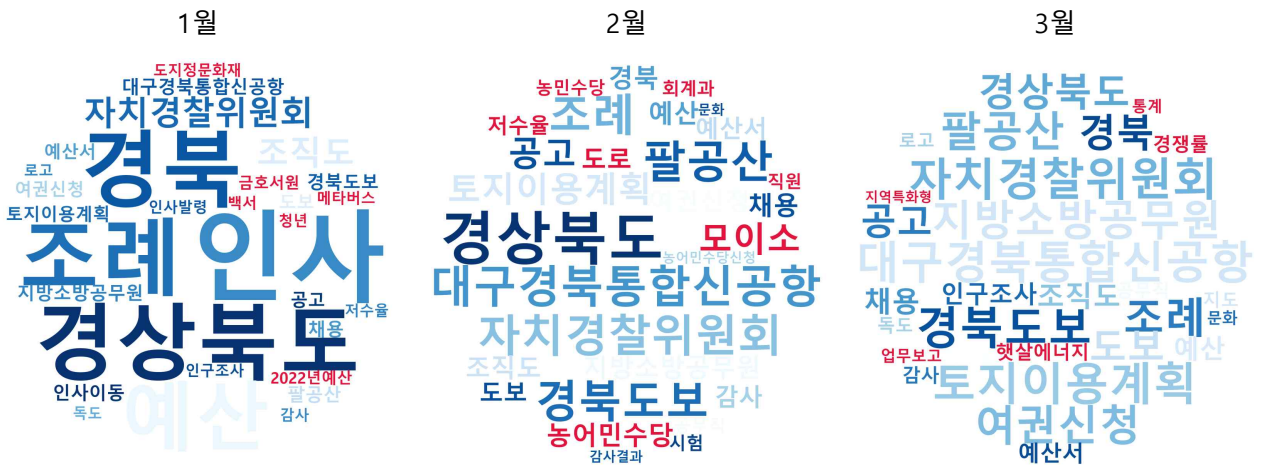 1월
도지정문화재
대구경북통합신공항
자치경찰위원회
경북
조직도
예산서
로고
여권신청
금호서원
경북도보
메타버스
백서
도보
토지이용계획
인사발령
청년
조례
인사
지방소방공무원
공고
저수율
채용
경상북도
인구조사
2022년예산
인사이동
팔공산
독도
예산
감사
2월
경북
농민수당
회계과
조례
예산
문화
저수율
예산서
공고
도로
팔공산
직원
토지이용계획
여권신청
채용
경상북도
모이소
농어민수당신청
대구경북통합신공항
자치경찰위원회
조직도
지방소방공무원
도보
경북도보
감사
농어민수당
시험
감사결과
3월
경상북도
통계
로고
팔공산
경북
경쟁률
자치경찰위원회
지역특화형
공고
지방소방공무원
대구경북통합신공항
채용
인구조사
조직도
지도
독도
경북도보
조례
문화
업무보고
햇살에너지
도보
예산
감사
토지이용계획
여권신청
예산서